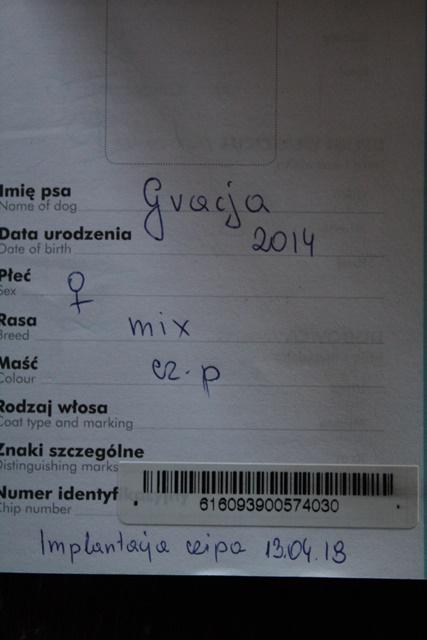 Imię psa Gracja
Name of dog
Data urodzenia 2014
Date of birth
Płeć ♀
Sex
Rasa mix
Breed
Maść cz. p
Colour
Rodzaj włosa
Coat type and marking
Znaki szczególne
Distinguishing marks
Numer identyfikacyjny
Chip number
616093900574030
Implantacja czipa 13.04.18